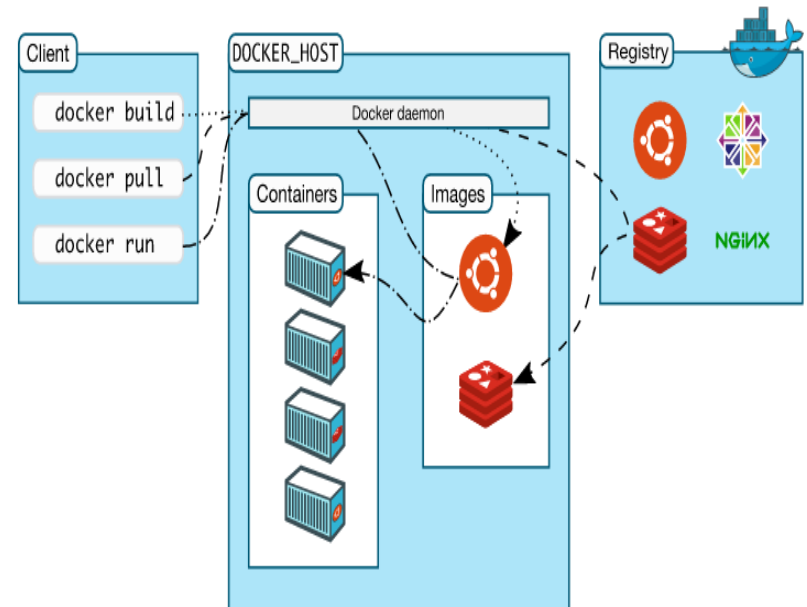 Client
docker build
docker pull
docker run
DOCKER_HOST
Docker daemon
Containers
Images
Registry
NGINX